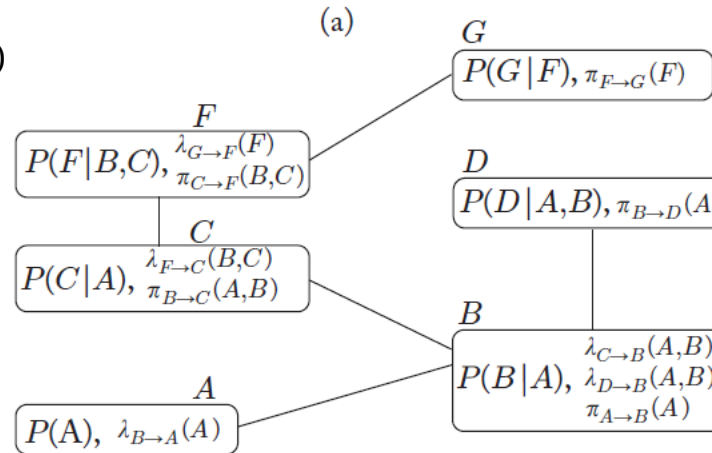 (a)
)
G
P(G|F), π_{F→G}(F)
F
P(F|B,C), λ_{G→F}(F)
π_{C→F}(B,C)
D
P(D|A,B), π_{B→D}(A
C
P(C|A), λ_{F→C}(B,C)
π_{B→C}(A,B)
B
P(B|A), λ_{C→B}(A,B)
λ_{D→B}(A,B)
π_{A→B}(A)
A
P(A), λ_{B→A}(A)